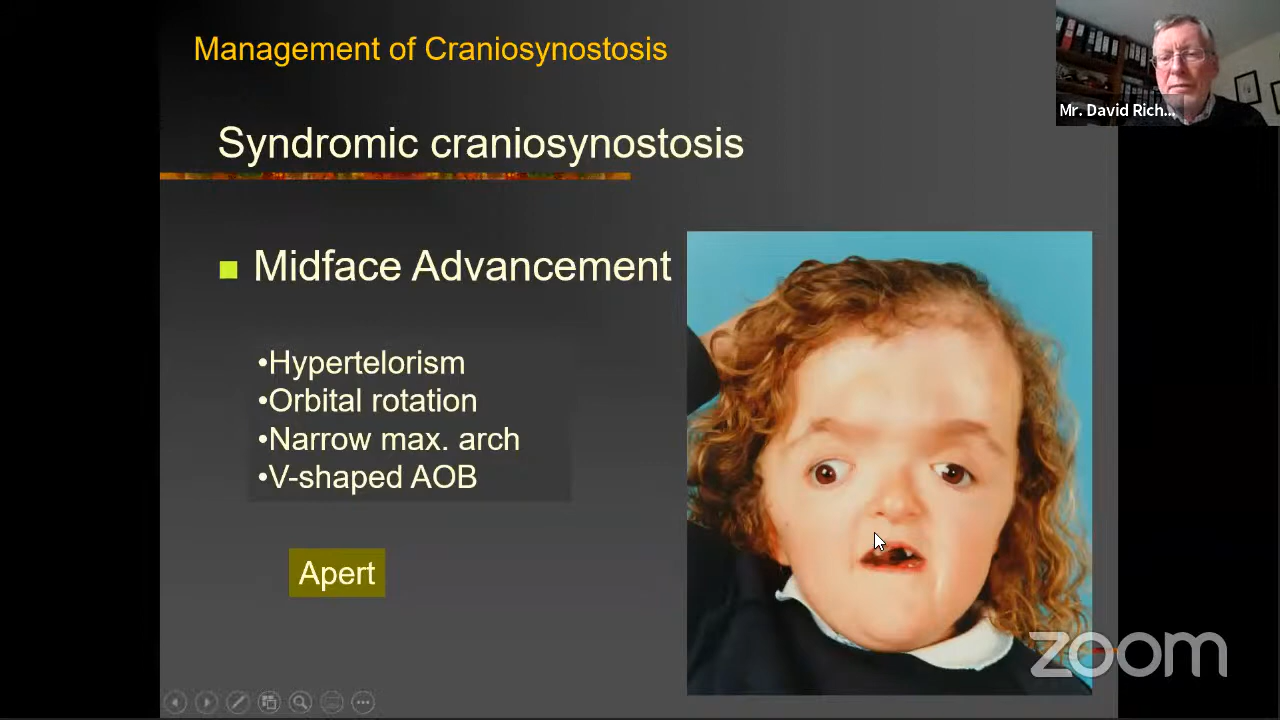 Management of Craniosynostosis
Mr. David Rich...
Syndromic craniosynostosis
Midface Advancement
•Hypertelorism
•Orbital rotation
•Narrow max. arch
•V-shaped AOB
Apert
zoom